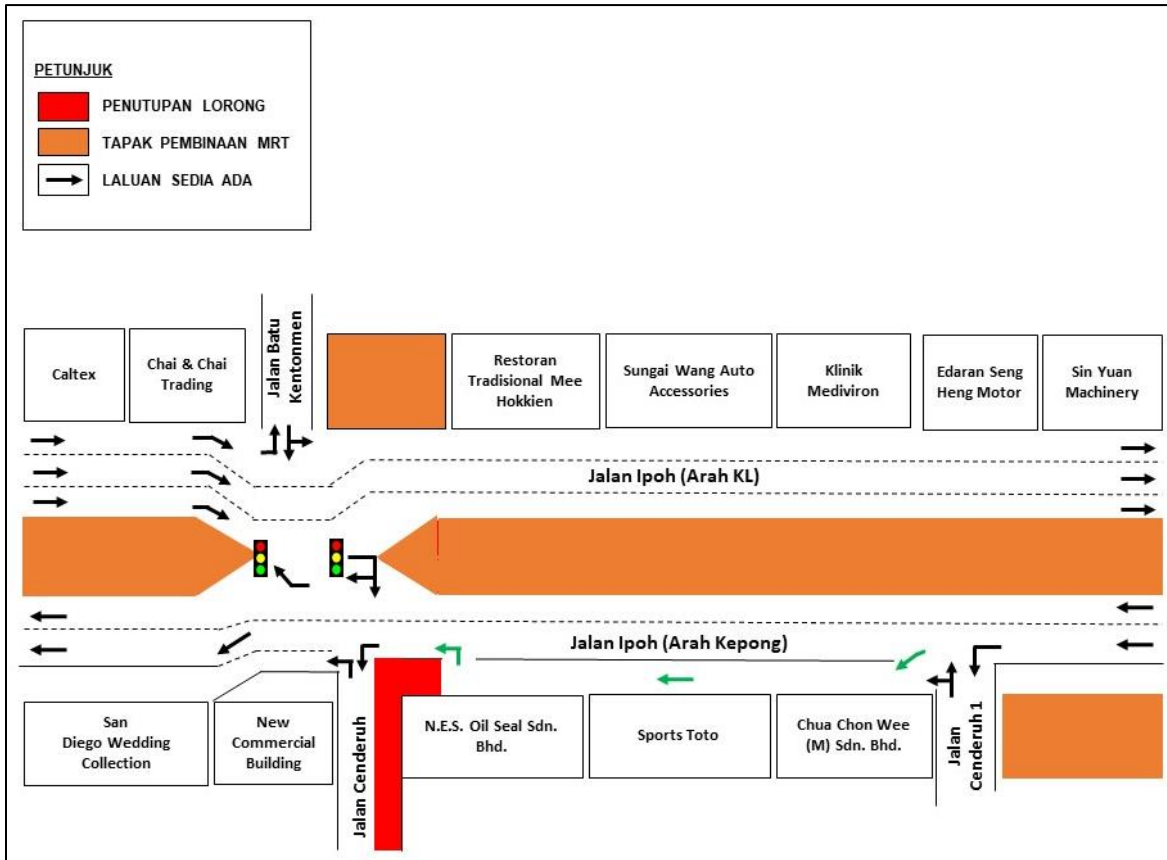 PETUNJUK
PENUTUPAN LORONG
TAPAK PEMBINAAN MRT
LALUAN SEDIA ADA
Caltex
Chai & Chai
Trading
Jalan Batu
Kentonmen
Restoran
Tradisional Mee
Hokkien
Sungai Wang Auto
Accessories
Klinik
Mediviron
Edaran Seng
Heng Motor
Sin Yuan
Machinery
Jalan Ipoh (Arah KL)
Jalan Ipoh (Arah Kepong)
San
Diego Wedding
Collection
New
Commercial
Building
Jalan Cenderuh
N.E.S. Oil Seal Sdn.
Bhd.
Sports Toto
Chua Chon Wee
(M) Sdn. Bhd.
Jalan
Cenderuh 1